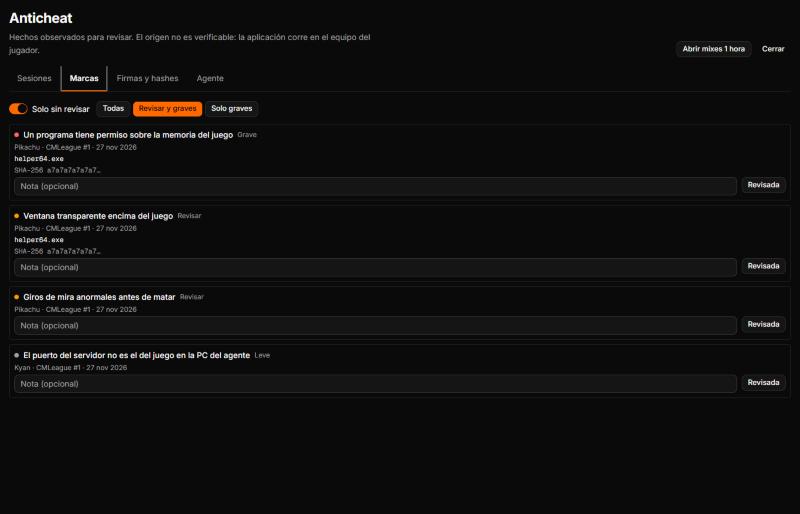 Anticheat
Hechos observados para revisar. El origen no es verificable: la aplicación corre en el equipo del
jugador.
Abrir mixes 1 hora
Cerrar
Sesiones
Marcas
Firmas y hashes
Agente
Solo sin revisar
Todas
Revisar y graves
Solo graves
Un programa tiene permiso sobre la memoria del juego Grave
Pikachu · CMLeague #1 · 27 nov 2026
helper64.exe
SHA-256 a7a7a7a7a7a7…
Nota (opcional)
Revisada
Ventana transparente encima del juego Revisar
Pikachu · CMLeague #1 · 27 nov 2026
helper64.exe
SHA-256 a7a7a7a7a7a7…
Nota (opcional)
Revisada
Giros de mira anormales antes de matar Revisar
Pikachu · CMLeague #1 · 27 nov 2026
Nota (opcional)
Revisada
El puerto del servidor no es el del juego en la PC del agente Leve
Kyan · CMLeague #1 · 27 nov 2026
Nota (opcional)
Revisada